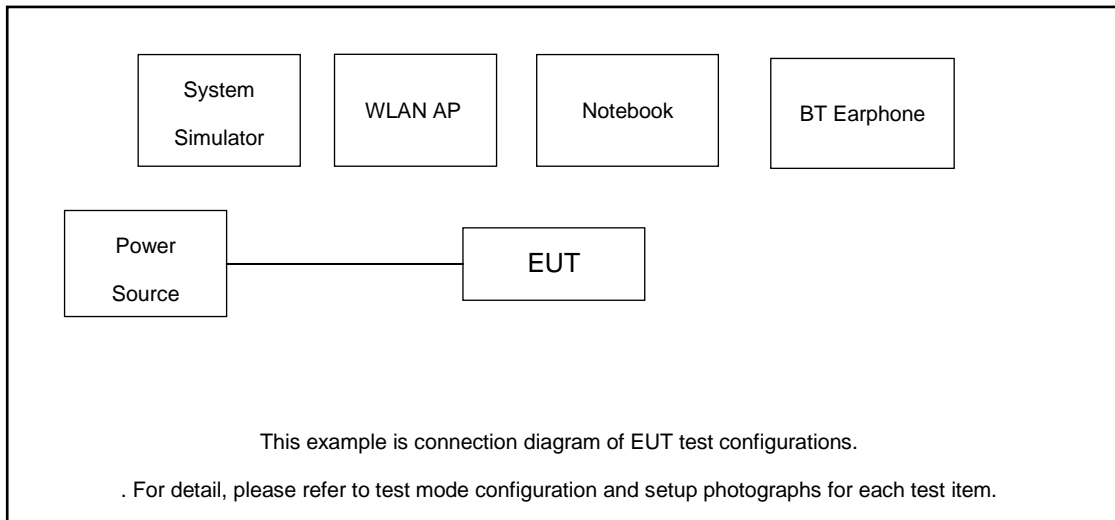 System
Simulator
WLAN AP
Notebook
BT Earphone
Power
Source
EUT
This example is connection diagram of EUT test configurations.
. For detail, please refer to test mode configuration and setup photographs for each test item.